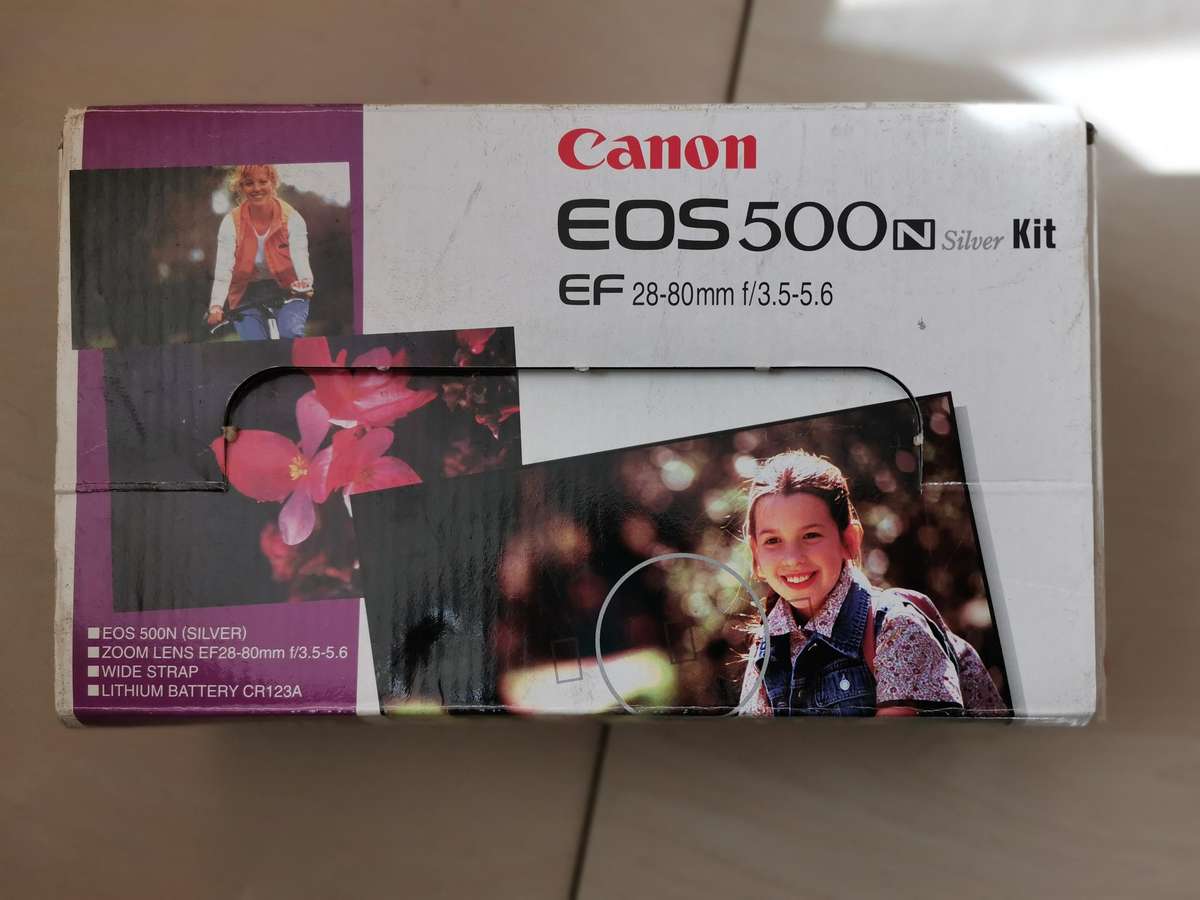 Canon
EOS 500N Silver Kit
EF 28-80mm f/3.5-5.6
■EOS 500N (SILVER)
■ZOOM LENS EF28-80mm f/3.5-5.6
■WIDE STRAP
■LITHIUM BATTERY CR123A